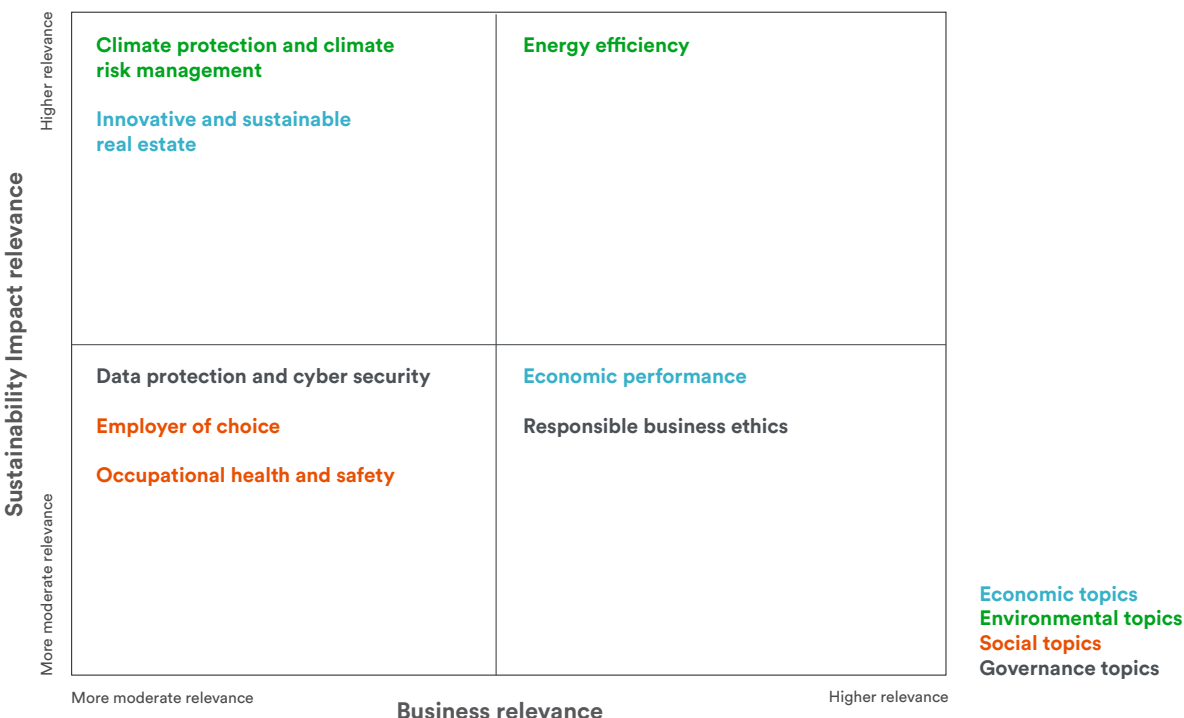 Sustainability Impact relevance
Higher relevance
More moderate relevance
Climate protection and climate
risk management
Innovative and sustainable
real estate
Energy efficiency
Data protection and cyber security
Employer of choice
Occupational health and safety
Economic performance
Responsible business ethics
More moderate relevance
Business relevance
Higher relevance
Economic topics
Environmental topics
Social topics
Governance topics